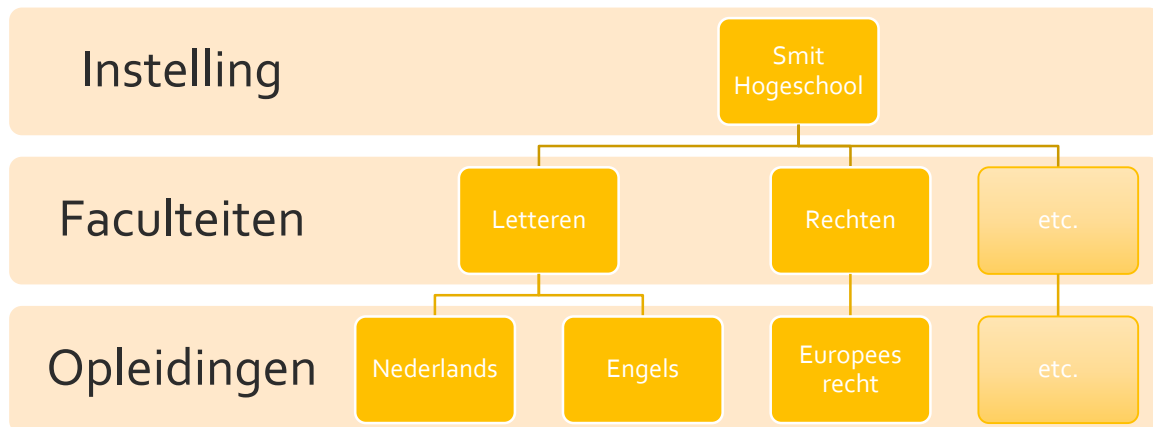 Instelling
Smit
Hogeschool
Faculteiten
Letteren
Rechten
etc.
Opleidingen
Nederlands
Engels
Europees
recht
etc.